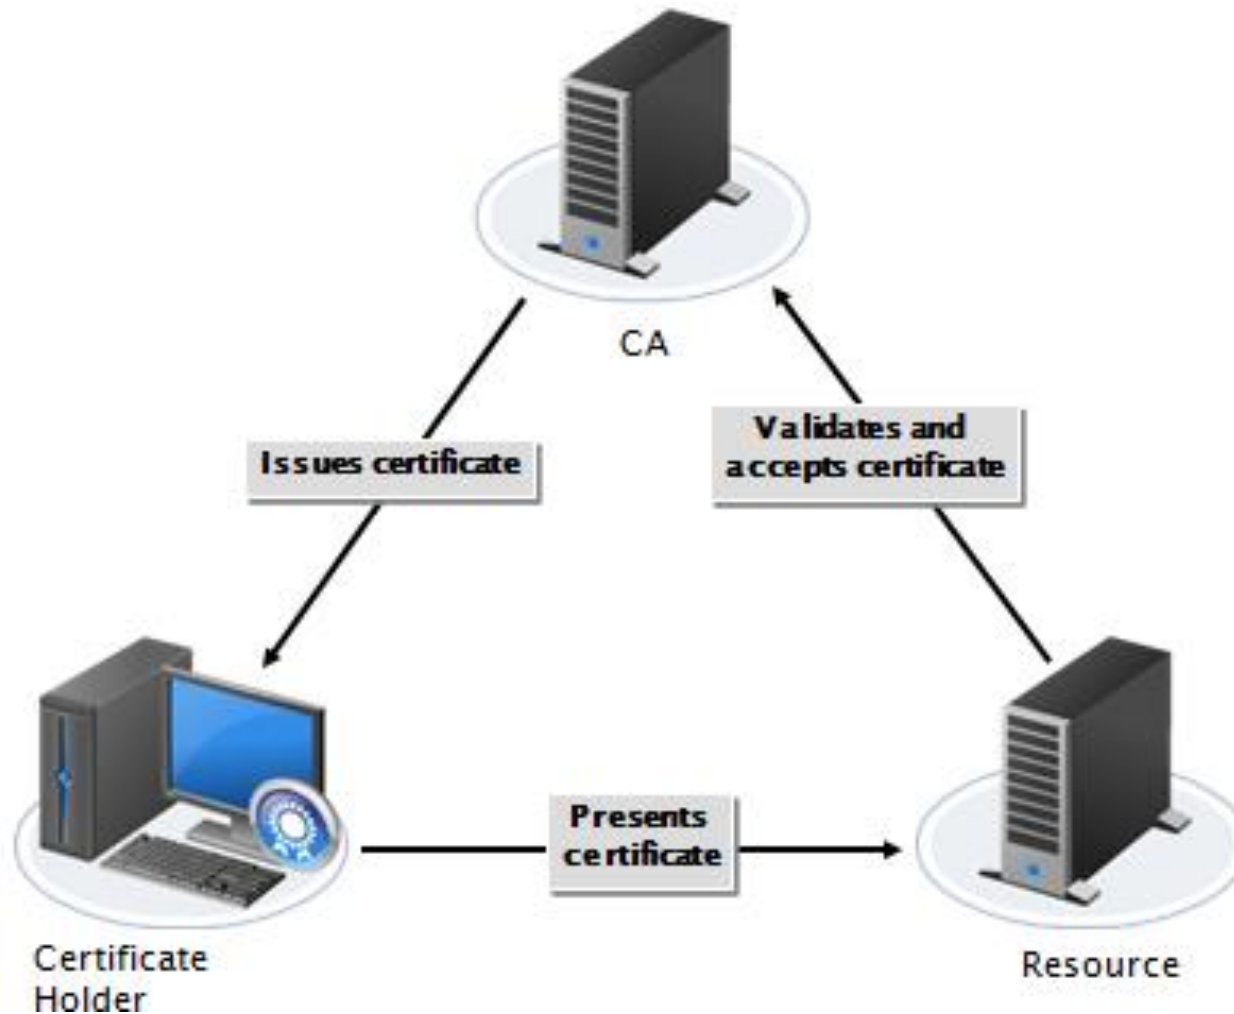 CA
Issues certificate
Validates and
accepts certificate
Presents
certificate
Certificate
Holder
Resource